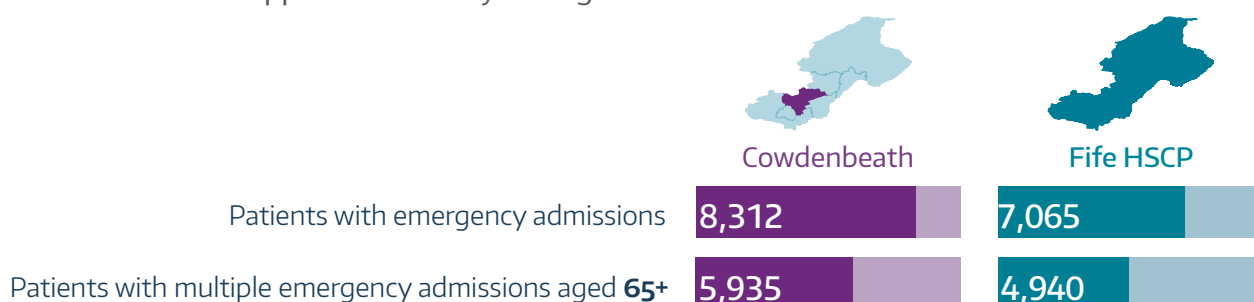 Cowdenbeath
Fife HSCP
Patients with emergency admissions
8,312
7,065
Patients with multiple emergency admissions aged 65+
5,935
4,940